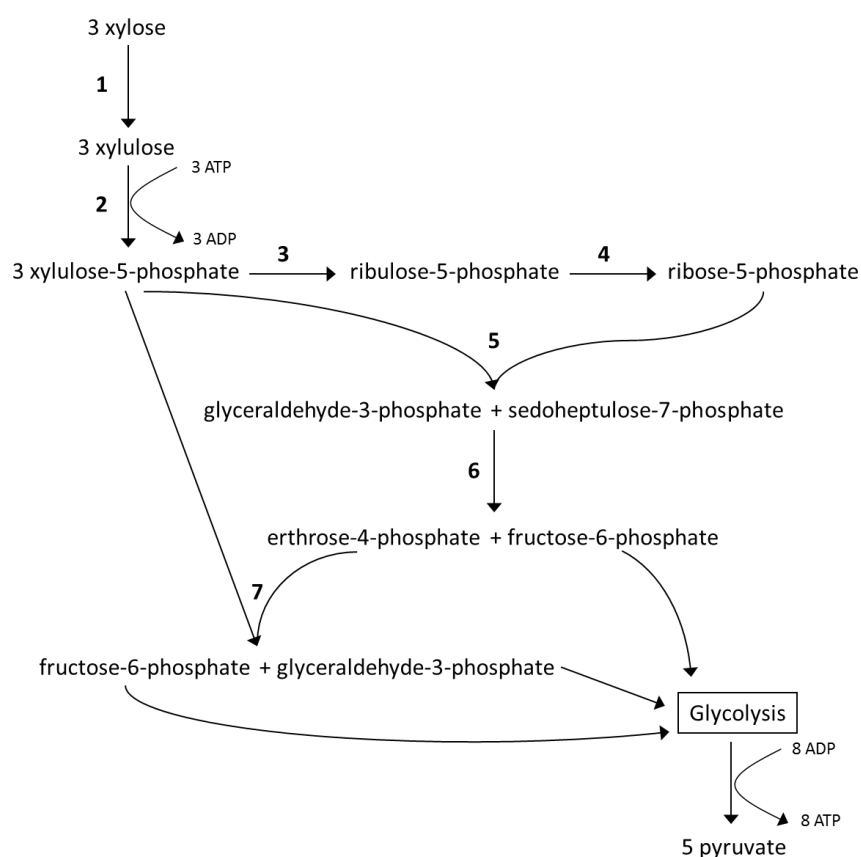 3 xylose
1
3 xylulose
3 ATP
2
3 ADP
3 xylulose-5-phosphate
3
ribulose-5-phosphate
4
ribose-5-phosphate
5
glyceraldehyde-3-phosphate + sedoheptulose-7-phosphate
6
erthrose-4-phosphate + fructose-6-phosphate
7
fructose-6-phosphate + glyceraldehyde-3-phosphate
Glycolysis
8 ADP
8 ATP
5 pyruvate